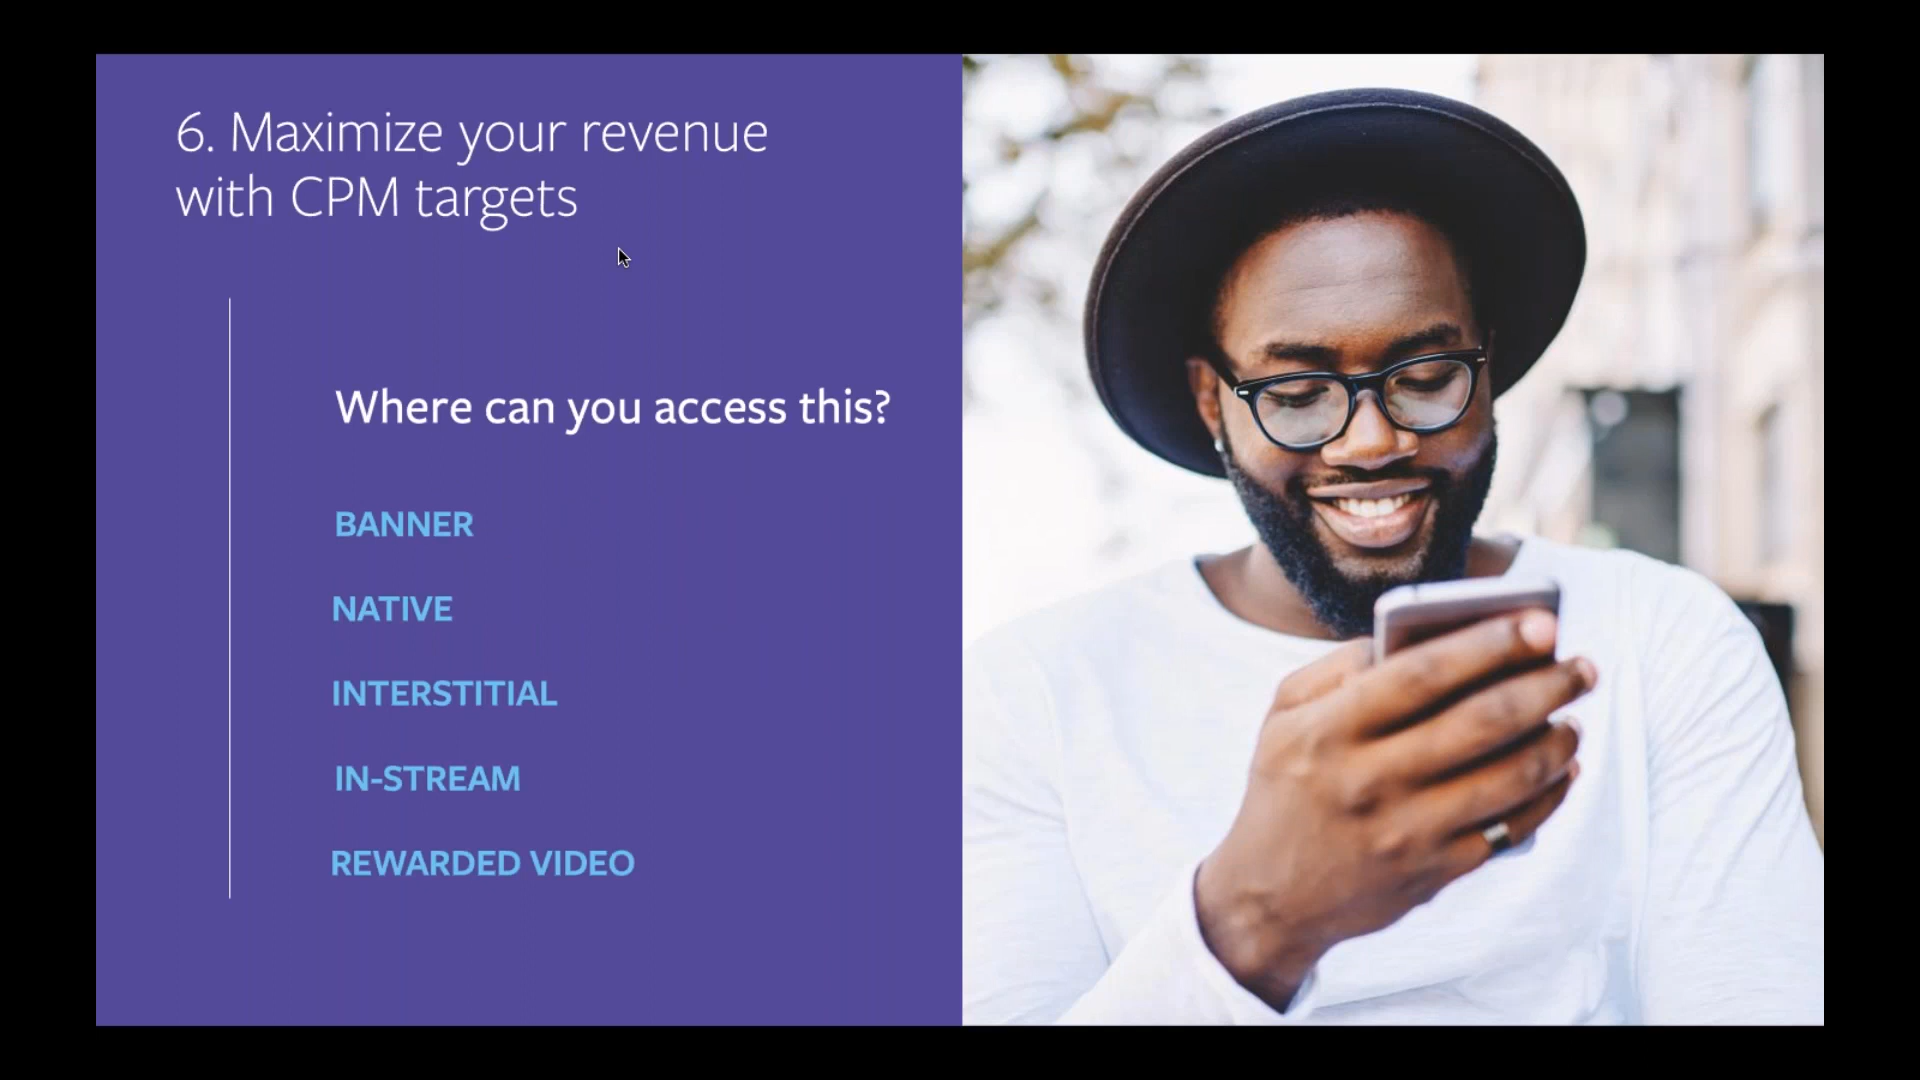 6. Maximize your revenue
with CPM targets
Where can you access this?
BANNER
NATIVE
INTERSTITIAL
IN-STREAM
REWARDED VIDEO